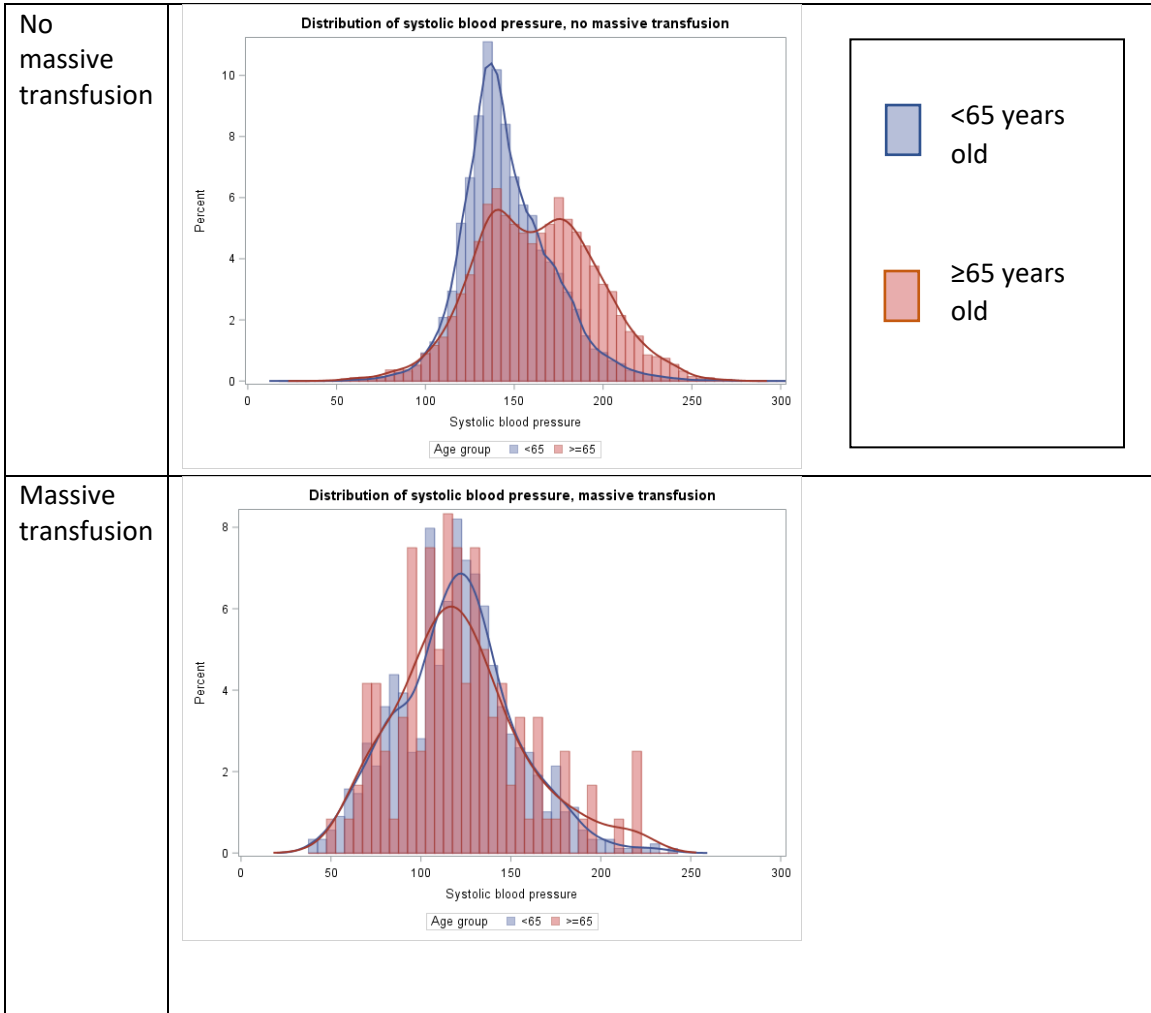 No
massive
transfusion
Distribution of systolic blood pressure, no massive transfusion
10
8
6
4
2
0
Percent
0 50 100 150 200 250 300
Systolic blood pressure
Age group <65 >=65
<65 years
old
≥65 years
old
Massive
transfusion
Distribution of systolic blood pressure, massive transfusion
8
6
4
2
0
Percent
0 50 100 150 200 250 300
Systolic blood pressure
Age group <65 >=65